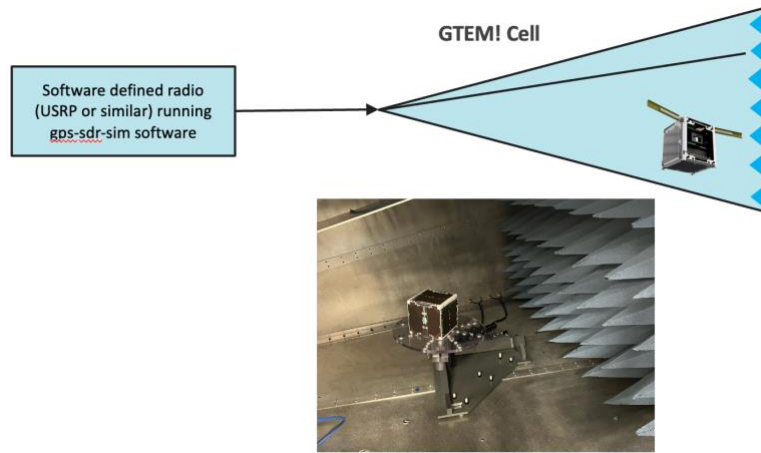 GTEM! Cell
Software defined radio
(USRP or similar) running
gps-sdr-sim software